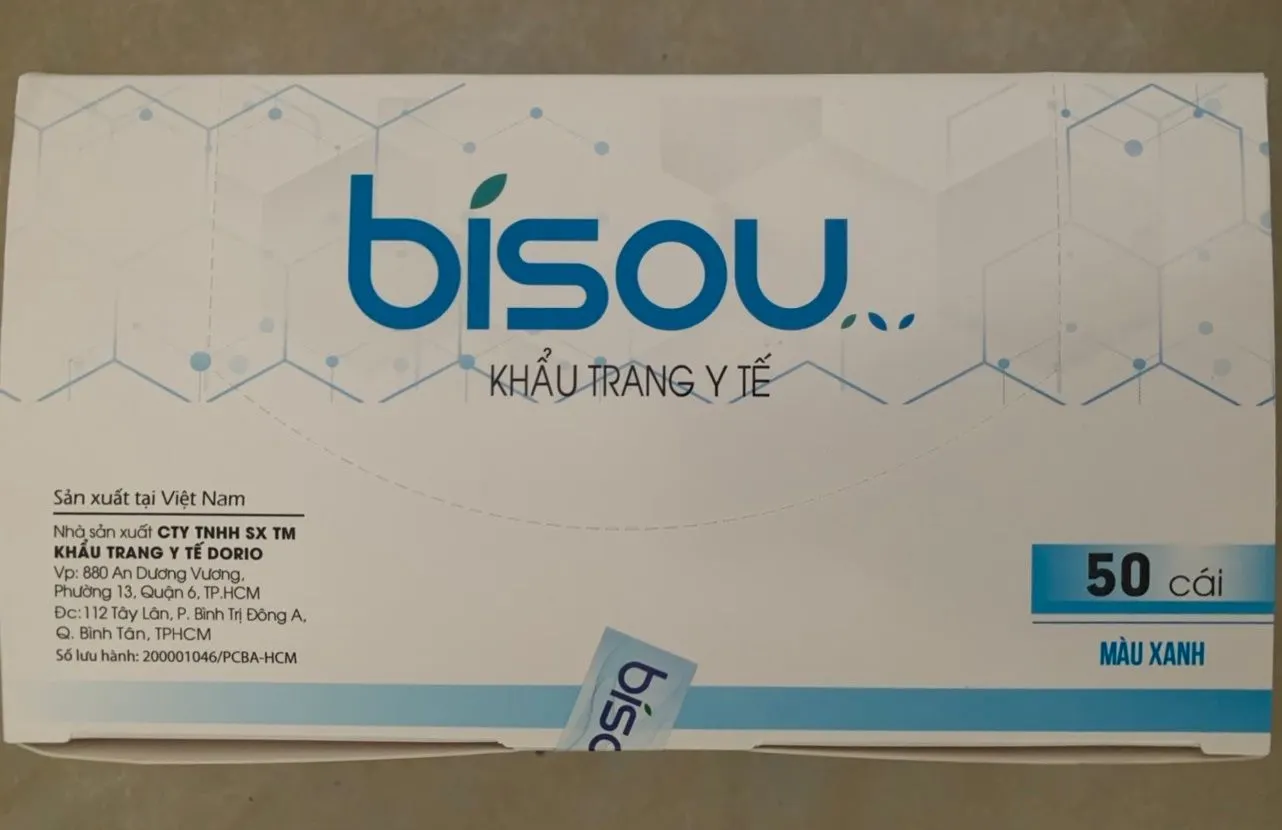 bisou
KHẨU TRANG Y TẾ
Sản xuất tại Việt Nam
Nhà sản xuất CTY TNHH SX TM
KHẨU TRANG Y TẾ DORIO
Vp: 880 An Dương Vương,
Phường 13, Quận 6, TP.HCM
Đc:112 Tây Lân, P. Bình Trị Đông A,
Q. Bình Tân, TPHCM
Số lưu hành: 200001046/PCBA-HCM
50 cái
MÀU XANH
biso